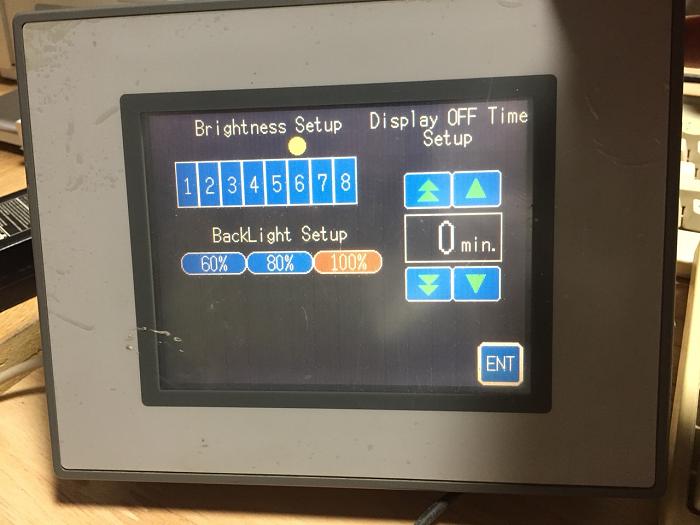 Brightness Setup
1 2 3 4 5 6 7 8
BackLight Setup
60% 80% 100%
Display OFF Time
Setup
0 min.
ENT